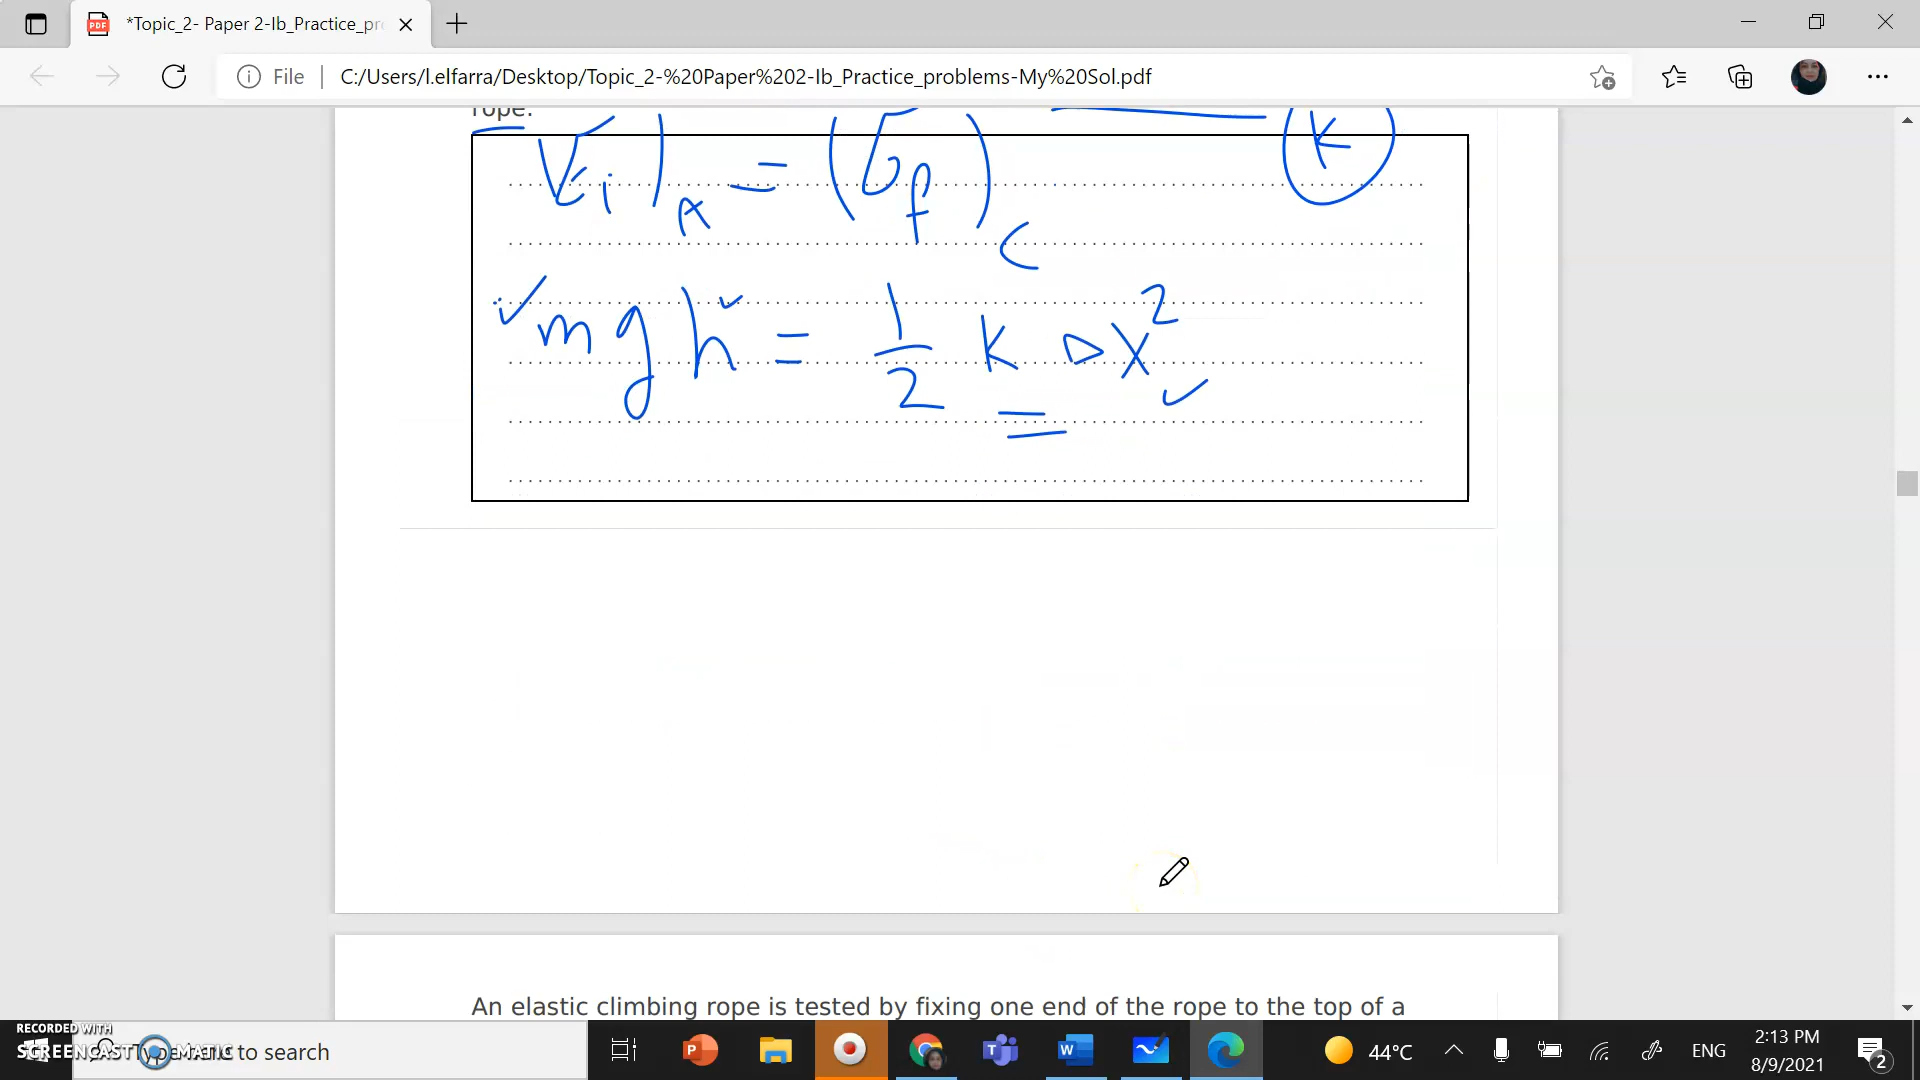 *Topic_2- Paper 2-Ib_Practice_pr
File
C:/Users/l.elfarra/Desktop/Topic_2-%20Paper%202-Ib_Practice_problems-My%20Sol.pdf
rope.
i
A
=
f
C
k
mgh = 1/2 k Δx²
An elastic climbing rope is tested by fixing one end of the rope to the top of a
RECORDED WITH
SCREENCAST MATIC
to search
44°C
ENG
2:13 PM
8/9/2021
2